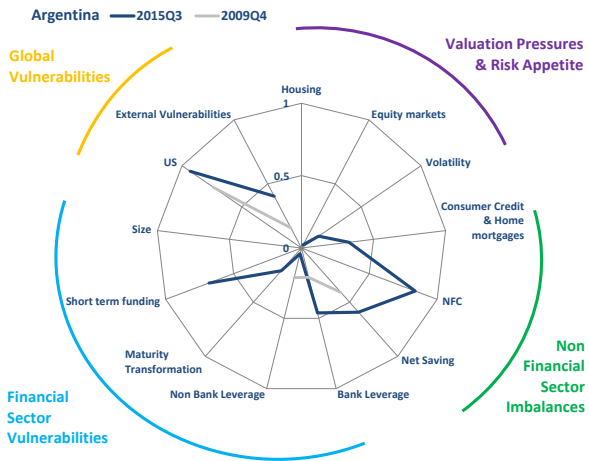 Argentina 2015Q3 2009Q4
Global
Vulnerabilities
Valuation Pressures
& Risk Appetite
Housing
1
External Vulnerabilities
Equity markets
US
Volatility
0.5
Consumer Credit
& Home
mortgages
Size
0
Short term funding
NFC
Maturity
Transformation
Net Saving
Non Bank Leverage
Bank Leverage
Non
Financial
Sector
Imbalances
Financial
Sector
Vulnerabilities